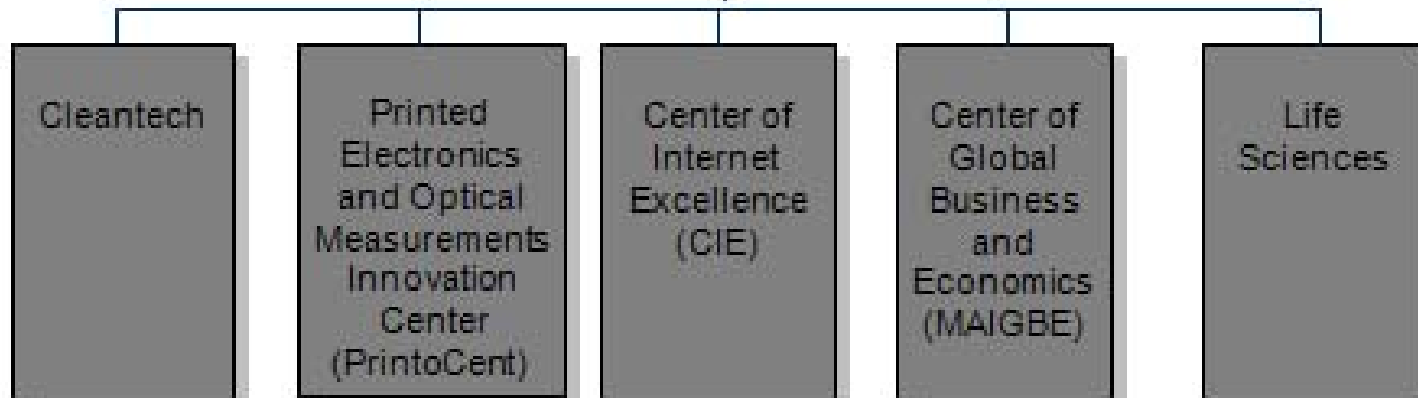 Cleantech
Printed
Electronics
and Optical
Measurements
Innovation
Center
(PrintoCent)
Center of
Internet
Excellence
(CIE)
Center of
Global
Business
and
Economics
(MAIGBE)
Life
Sciences